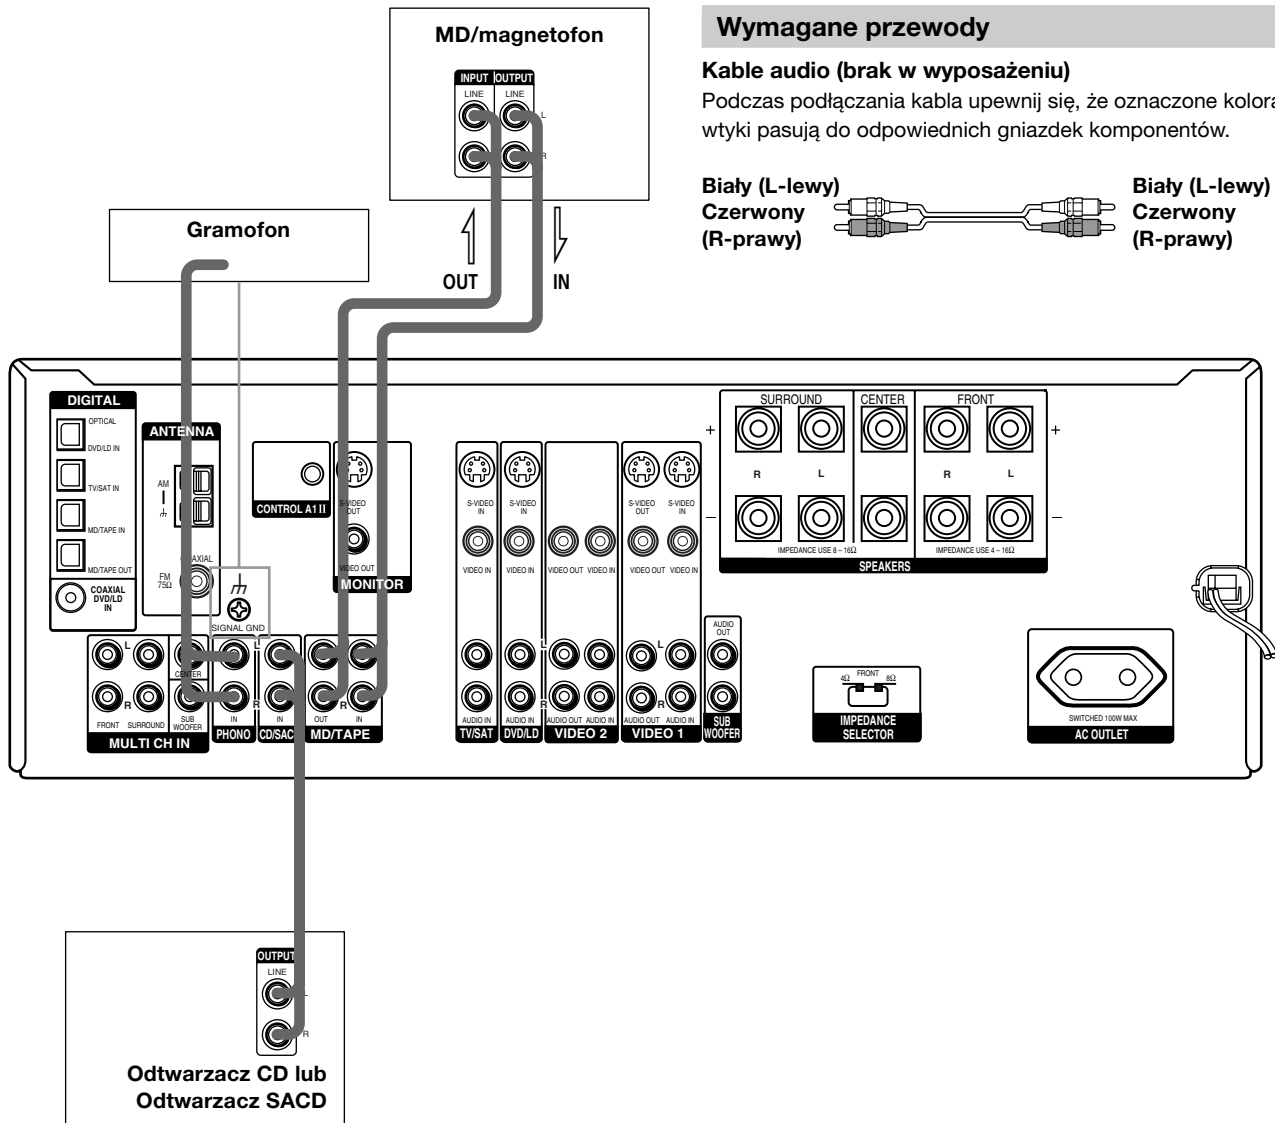 MD/magnetofon
INPUT OUTPUT
LINE LINE
L
R
OUT IN
Wymagane przewody
Kable audio (brak w wyposażeniu)
Podczas podłączania kabla upewnij się, że oznaczone
wtyki pasują do odpowiednich gniazdek komponentów.
Biały (L-lewy)
Czerwony
(R-prawy)
Biały (L-lewy)
Czerwony
(R-prawy)
Gramofon
DIGITAL
OPTICAL
DVD/LD IN
TV/SAT IN
MD/TAPE IN
MD/TAPE OUT
COAXIAL
DVD/LD
IN
ANTENNA
AM
FM
75Ω
CONTROL A1 II
S-VIDEO
OUT
VIDEO OUT
MONITOR
SIGNAL GND
S-VIDEO
IN
S-VIDEO
IN
S-VIDEO
OUT
S-VIDEO
IN
VIDEO IN
VIDEO IN
VIDEO OUT VIDEO IN
VIDEO OUT VIDEO IN
SURROUND CENTER FRONT
+ +
R L R L
– –
IMPEDANCE USE 8 – 16Ω IMPEDANCE USE 4 – 16Ω
SPEAKERS
L
R
CENTER
FRONT SURROUND SUB
WOOFER
MULTI CH IN
L
R
IN
PHONO
IN
CD/SACD
OUT R IN
MD/TAPE
L L
R R
AUDIO IN
TV/SAT
AUDIO IN
DVD/LD
AUDIO OUT AUDIO IN
VIDEO 2
AUDIO OUT AUDIO IN
VIDEO 1
AUDIO
OUT
SUB
WOOFER
FRONT
4Ω 8Ω
IMPEDANCE
SELECTOR
SWITCHED 100W MAX
AC OUTLET
OUTPUT
LINE
L
R
Odtwarzacz CD lub
Odtwarzacz SACD